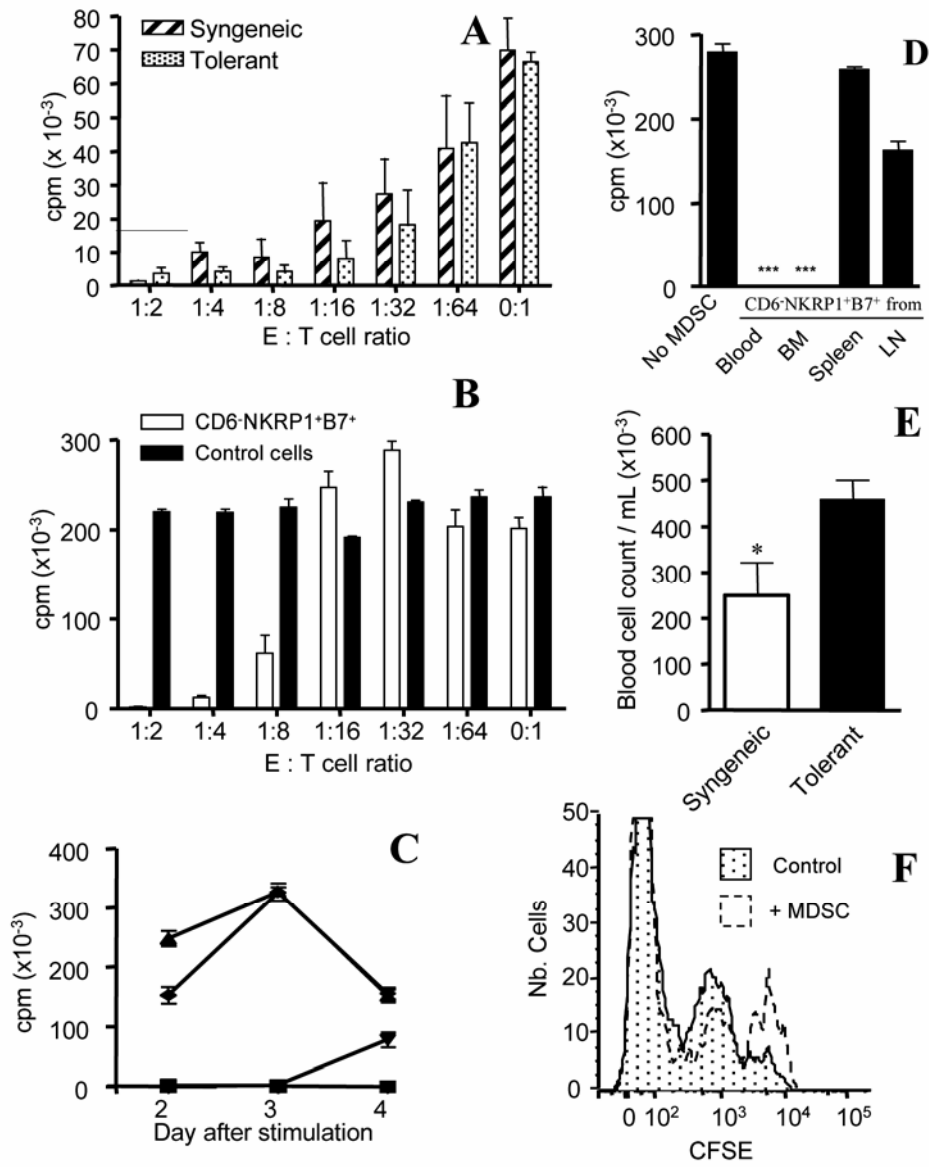 A
Syngeneic
Tolerant
cpm (x 10-3)
80
70
60
50
40
30
20
10
0
1:2 1:4 1:8 1:16 1:32 1:64 0:1
E : T cell ratio
B
CD6-NKRP1+B7+
Control cells
cpm (x10-3)
300
200
100
0
1:2 1:4 1:8 1:16 1:32 1:64 0:1
E : T cell ratio
C
cpm (x10-3)
400
300
200
100
0
2 3 4
Day after stimulation
D
cpm (x 10-3)
300
200
100
0
*** ***
CD6-NKRP1+B7+ from
No MDSC
Blood
BM
Spleen
LN
E
Blood cell count / mL (x10-3)
600
500
400
300
200
100
0
*
Syngeneic
Tolerant
F
Control
+ MDSC
Nb. Cells
50
40
30
20
10
0
0 102 103 104 105
CFSE